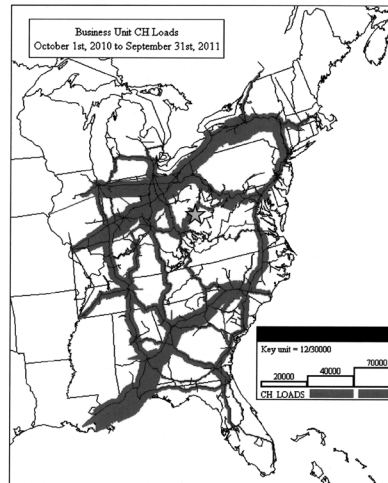 Business Unit CH Loads
October 1st, 2010 to September 31st, 2011
Key unit = 12/30000
20000 40000 70000
CH LOADS